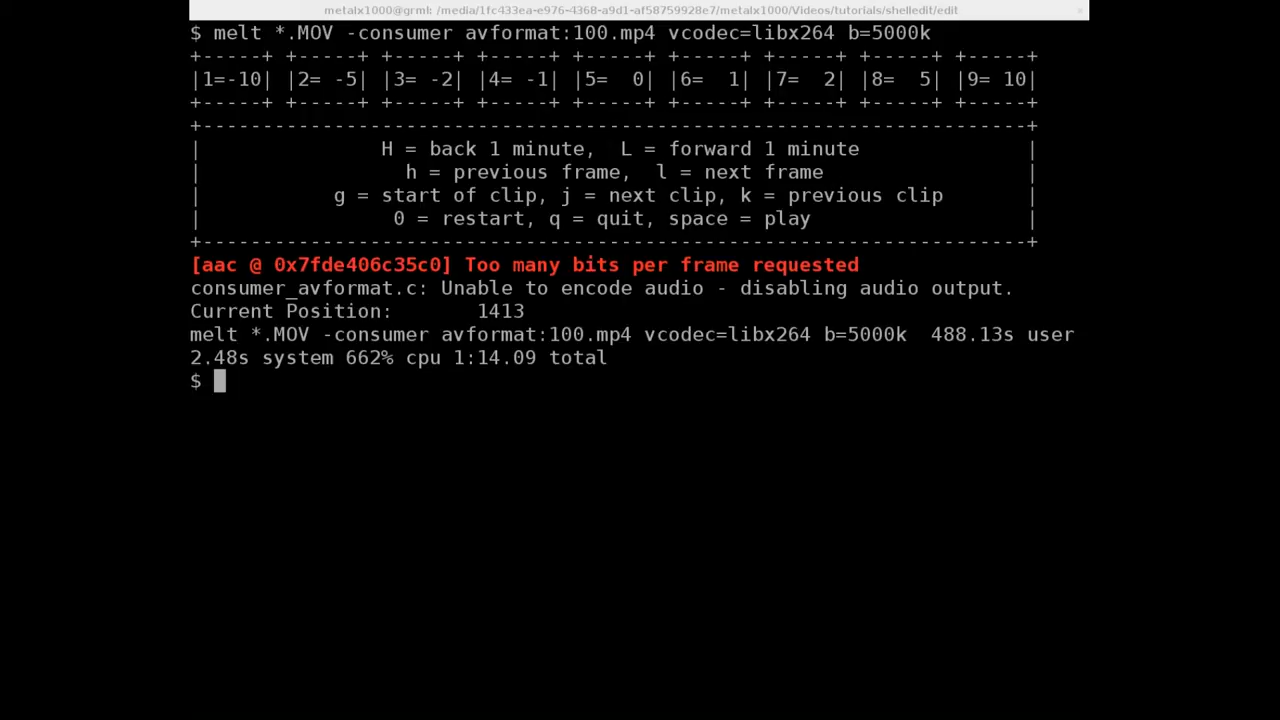 metalx1000@grml: /media/1fc433ea-e976-4368-a9d1-af58759928e7/metalx1000/Videos/tutorials/shelledit/edit
$ melt *.MOV -consumer avformat:100.mp4 vcodec=libx264 b=5000k
+-----+ +-----+ +-----+ +-----+ +-----+ +-----+ +-----+ +-----+ +-----+
|1=-10| |2= -5| |3= -2| |4= -1| |5=  0| |6=  1| |7=  2| |8=  5| |9= 10|
+-----+ +-----+ +-----+ +-----+ +-----+ +-----+ +-----+ +-----+ +-----+
+---------------------------------------------------------------------+
|               H = back 1 minute,  L = forward 1 minute              |
|                 h = previous frame,  l = next frame                 |
|           g = start of clip, j = next clip, k = previous clip       |
|                0 = restart, q = quit, space = play                  |
+---------------------------------------------------------------------+
[aac @ 0x7fde406c35c0] Too many bits per frame requested
consumer_avformat.c: Unable to encode audio - disabling audio output.
Current Position:       1413
melt *.MOV -consumer avformat:100.mp4 vcodec=libx264 b=5000k  488.13s user
2.48s system 662% cpu 1:14.09 total
$